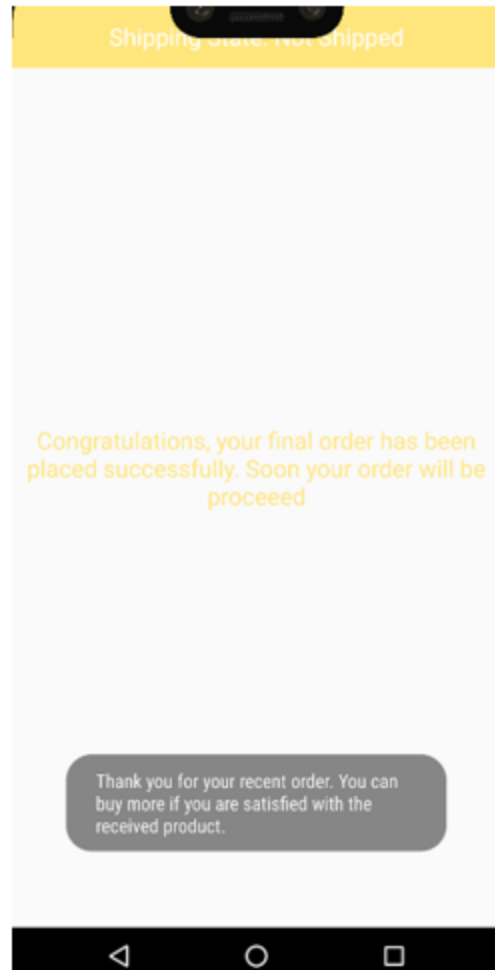 Shipping State: Not Shipped
Congratulations, your final order has been
placed successfully. Soon your order will be
proceeed
Thank you for your recent order. You can
buy more if you are satisfied with the
received product.